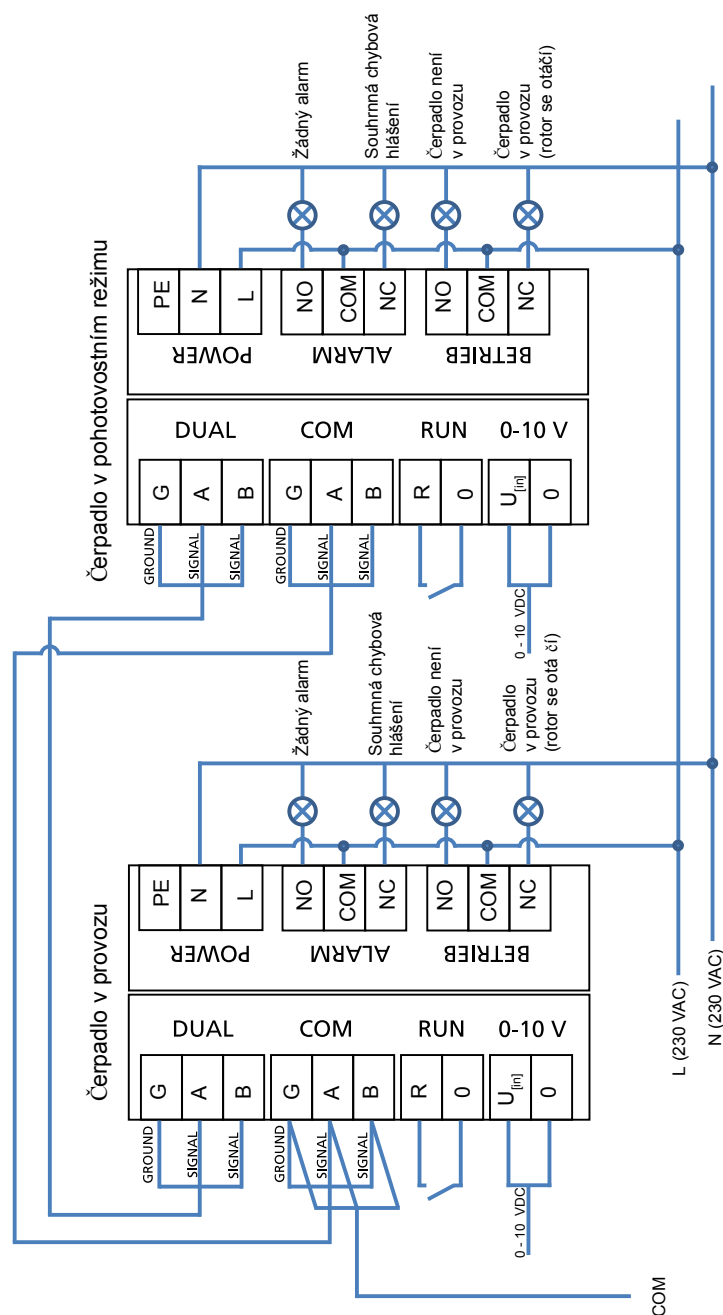 Čerpadlo v provozu
GROUND
SIGNAL
SIGNAL
G
A
B
DUAL
GROUND
SIGNAL
G
A
B
COM
R
0
RUN
0 - 10 VDC
U[in]
0
0-10 V
PE
N
L
POWER
NO
COM
NC
ALARM
NO
COM
NC
BETRIEB
Žádný alarm
Souhrnná chybová
hlášení
Čerpadlo není
v provozu
Čerpadlo
v provozu
(rotor se otá čí)
COM
L (230 VAC)
N (230 VAC)
Čerpadlo v pohotovostním režimu
GROUND
SIGNAL
SIGNAL
G
A
B
DUAL
GROUND
SIGNAL
SIGNAL
G
A
B
COM
R
0
RUN
0 - 10 VDC
U[in]
0
0-10 V
PE
N
L
POWER
NO
COM
NC
ALARM
NO
COM
NC
BETRIEB
Žádný alarm
Souhrnná chybová
hlášení
Čerpadlo není
v provozu
Čerpadlo
v provozu
(rotor se otáčí)